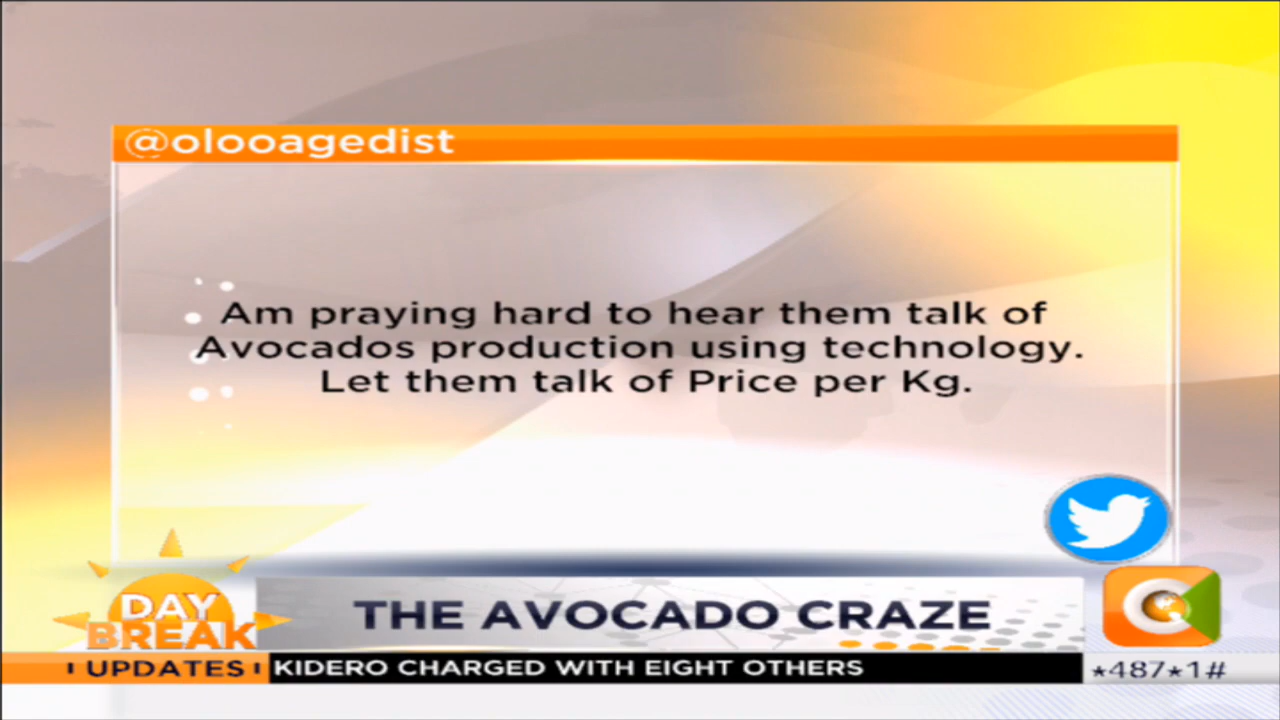 @olooagedist
Am praying hard to hear them talk of
Avocados production using technology.
Let them talk of Price per Kg.
DAY
BREAK
THE AVOCADO CRAZE
UPDATES
KIDERO CHARGED WITH EIGHT OTHERS
*487*1#